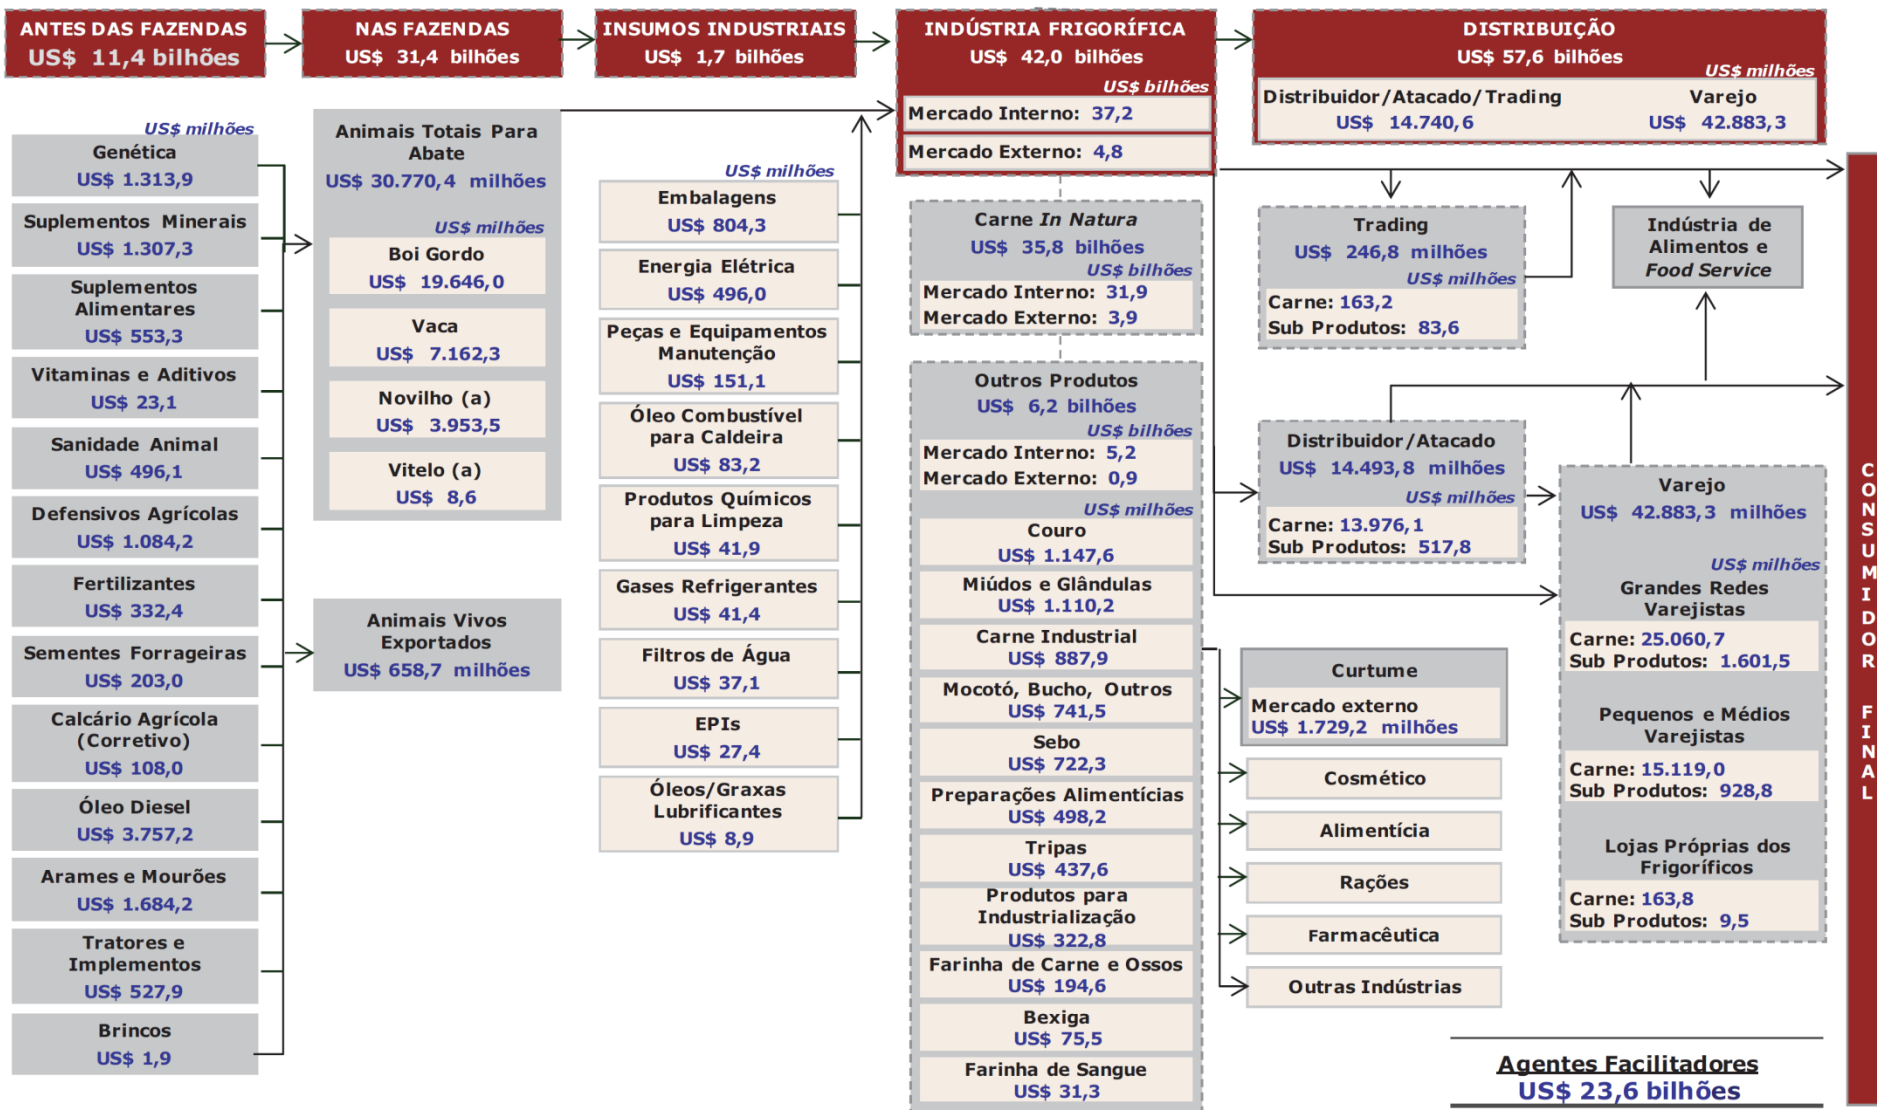 ANTES DAS FAZENDAS
US$ 11,4 bilhões
NAS FAZENDAS
US$ 31,4 bilhões
INSUMOS INDUSTRIAIS
US$ 1,7 bilhões
INDÚSTRIA FRIGORÍFICA
US$ 42,0 bilhões
US$ bilhões
Mercado Interno: 37,2
Mercado Externo: 4,8
DISTRIBUIÇÃO
US$ 57,6 bilhões
US$ milhões
Distribuidor/Atacado/Trading
US$ 14.740,6
Varejo
US$ 42.883,3
US$ milhões
Genética
US$ 1.313,9
Suplementos Minerais
US$ 1.307,3
Suplementos
Alimentares
US$ 553,3
Vitaminas e Aditivos
US$ 23,1
Sanidade Animal
US$ 496,1
Defensivos Agrícolas
US$ 1.084,2
Fertilizantes
US$ 332,4
Sementes Forrageiras
US$ 203,0
Calcário Agrícola
(Corretivo)
US$ 108,0
Óleo Diesel
US$ 3.757,2
Arames e Mourões
US$ 1.684,2
Tratores e
Implementos
US$ 527,9
Brincos
US$ 1,9
Animais Totais Para
Abate
US$ 30.770,4 milhões
US$ milhões
Boi Gordo
US$ 19.646,0
Vaca
US$ 7.162,3
Novilho (a)
US$ 3.953,5
Vitelo (a)
US$ 8,6
Animais Vivos
Exportados
US$ 658,7 milhões
US$ milhões
Embalagens
US$ 804,3
Energia Elétrica
US$ 496,0
Peças e Equipamentos
Manutenção
US$ 151,1
Óleo Combustível
para Caldeira
US$ 83,2
Produtos Químicos
para Limpeza
US$ 41,9
Gases Refrigerantes
US$ 41,4
Filtros de Água
US$ 37,1
EPIs
US$ 27,4
Óleos/Graxas
Lubrificantes
US$ 8,9
Carne In Natura
US$ 35,8 bilhões
US$ bilhões
Mercado Interno: 31,9
Mercado Externo: 3,9
Outros Produtos
US$ 6,2 bilhões
US$ bilhões
Mercado Interno: 5,2
Mercado Externo: 0,9
US$ milhões
Couro
US$ 1.147,6
Miúdos e Glândulas
US$ 1.110,2
Carne Industrial
US$ 887,9
Mocotó, Bucho, Outros
US$ 741,5
Sebo
US$ 722,3
Preparações Alimentícias
US$ 498,2
Tripas
US$ 437,6
Produtos para
Industrialização
US$ 322,8
Farinha de Carne e Ossos
US$ 194,6
Bexiga
US$ 75,5
Farinha de Sangue
US$ 31,3
Trading
US$ 246,8 milhões
US$ milhões
Carne: 163,2
Sub Produtos: 83,6
Indústria de
Alimentos e
Food Service
Distribuidor/Atacado
US$ 14.493,8 milhões
US$ milhões
Carne: 13.976,1
Sub Produtos: 517,8
Varejo
US$ 42.883,3 milhões
US$ milhões
Grandes Redes
Varejistas
Carne: 25.060,7
Sub Produtos: 1.601,5
Pequenos e Médios
Varejistas
Carne: 15.119,0
Sub Produtos: 928,8
Lojas Próprias dos
Frigoríficos
Carne: 163,8
Sub Produtos: 9,5
Curtume
Mercado externo
US$ 1.729,2 milhões
Cosmético
Alimentícia
Rações
Farmacêutica
Outras Indústrias
CONSUMIDOR FINAL
Agentes Facilitadores
US$ 23,6 bilhões